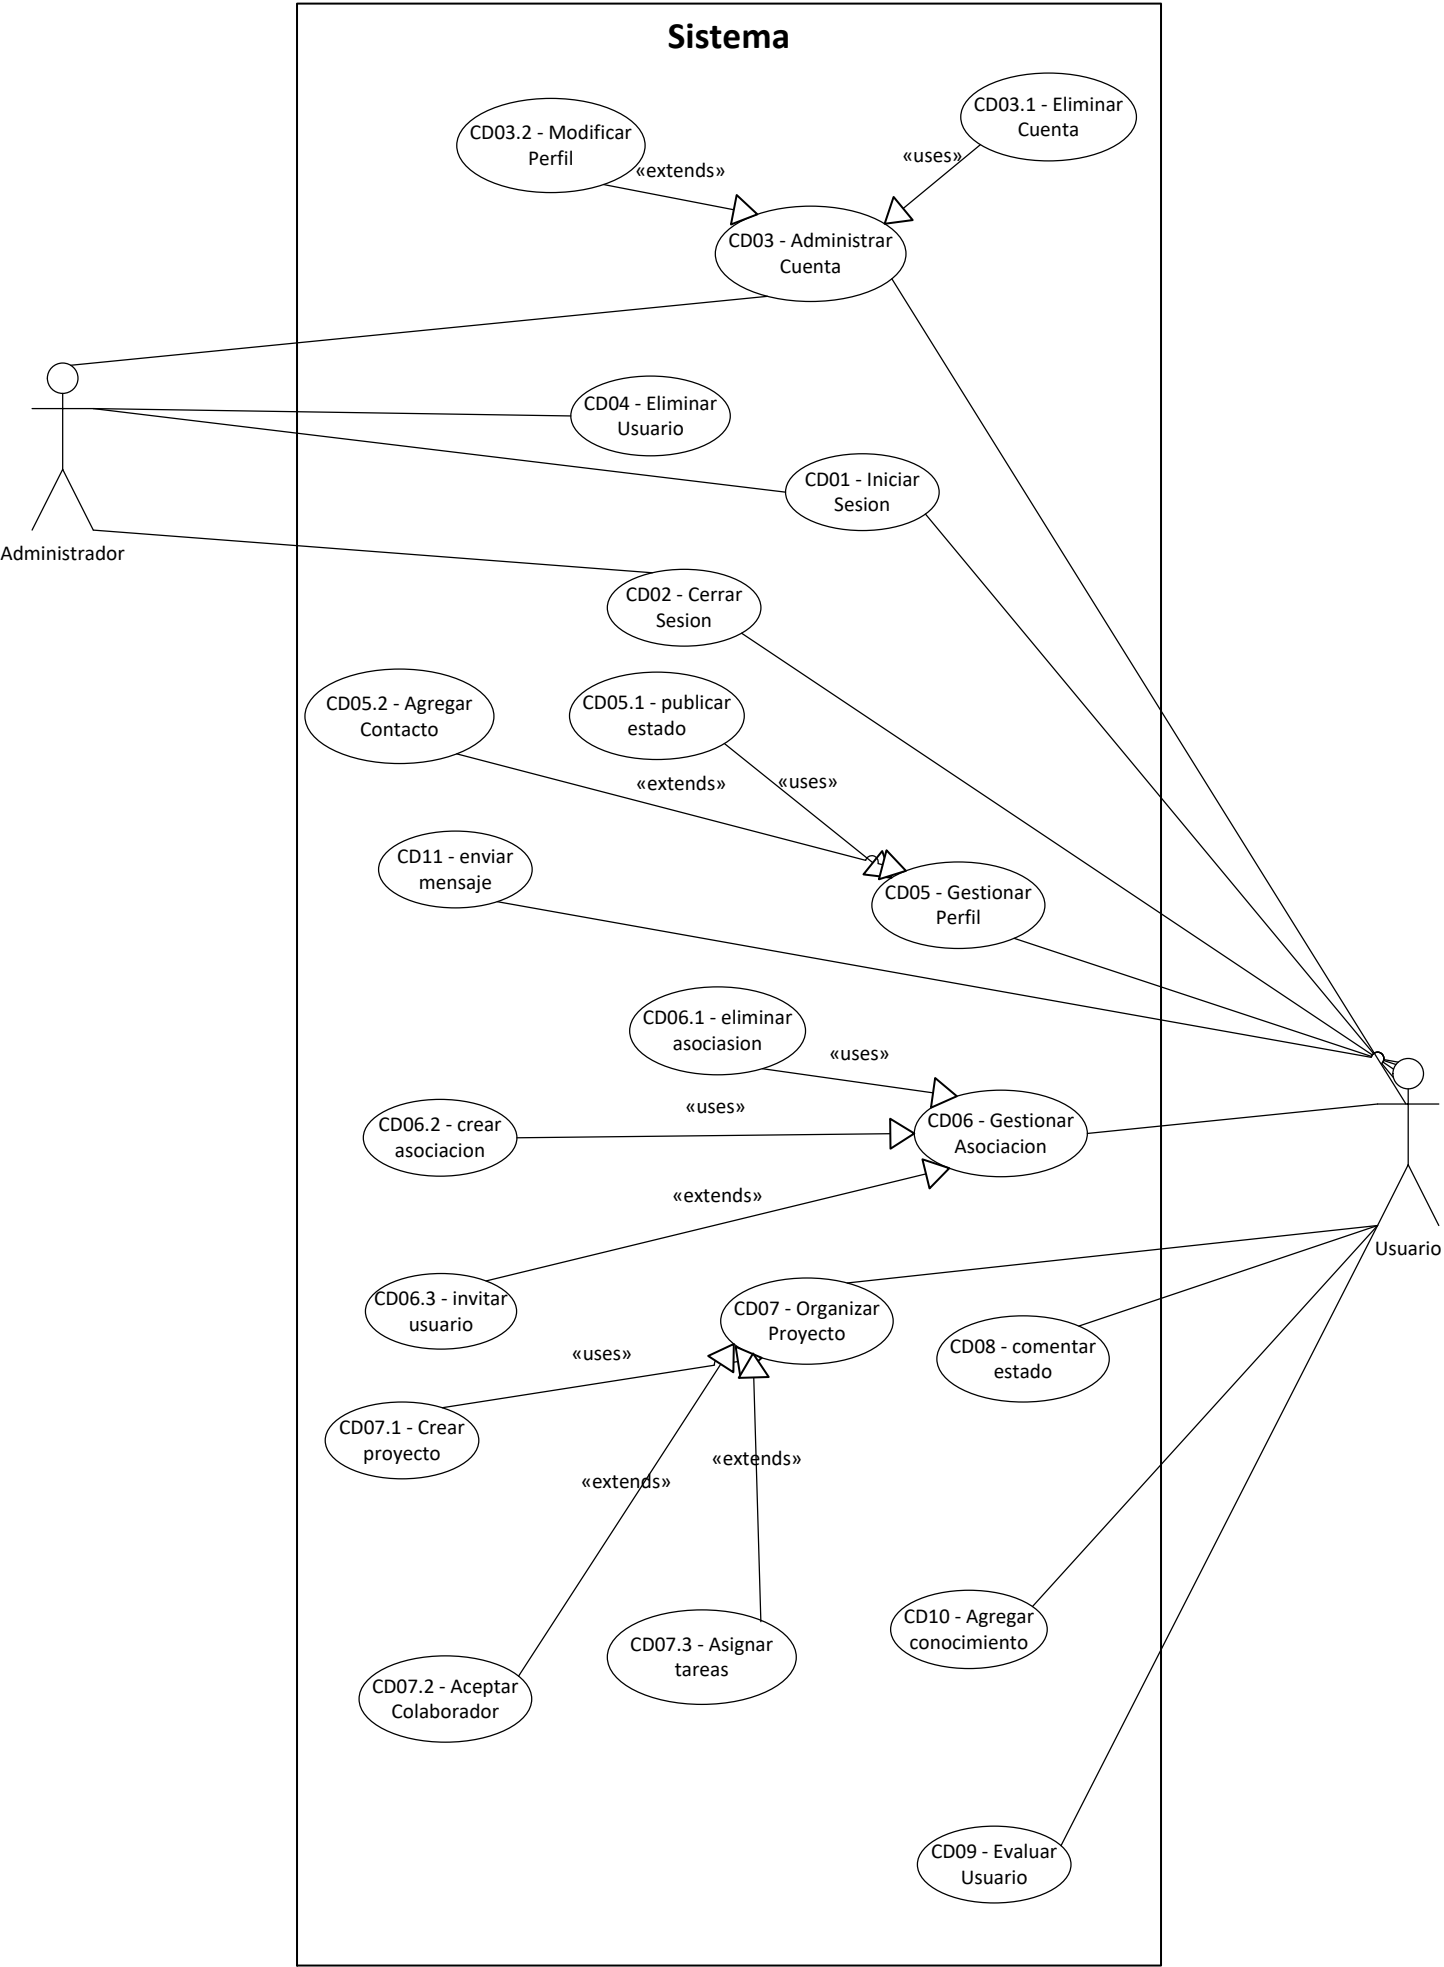 Sistema
CD03.1 - Eliminar
Cuenta
CD03.2 - Modificar
Perfil
«uses»
«extends»
CD03 - Administrar
Cuenta
CD04 - Eliminar
Usuario
CD01 - Iniciar
Sesion
Administrador
CD02 - Cerrar
Sesion
CD05.2 - Agregar
Contacto
CD05.1 - publicar
estado
«extends»
«uses»
CD11 - enviar
mensaje
CD05 - Gestionar
Perfil
CD06.1 - eliminar
asociasion
«uses»
«uses»
CD06.2 - crear
asociacion
CD06 - Gestionar
Asociacion
«extends»
Usuario
CD06.3 - invitar
usuario
CD07 - Organizar
Proyecto
CD08 - comentar
estado
«uses»
CD07.1 - Crear
proyecto
«extends»
«extends»
CD10 - Agregar
conocimiento
CD07.3 - Asignar
tareas
CD07.2 - Aceptar
Colaborador
CD09 - Evaluar
Usuario